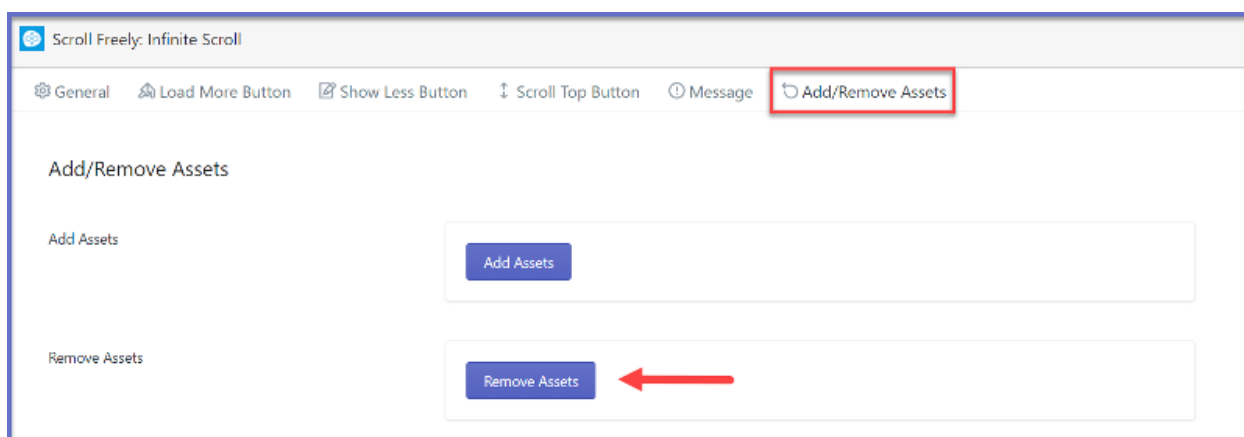 Scroll Freely: Infinite Scroll
General Load More Button Show Less Button Scroll Top Button Message Add/Remove Assets
Add/Remove Assets
Add Assets
Add Assets
Remove Assets
Remove Assets